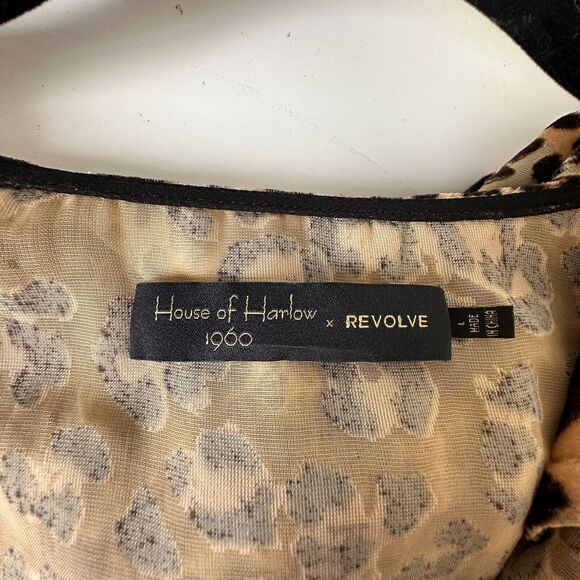 House of Harlow x REVOLVE
1960
L
MADE
IN CHINA